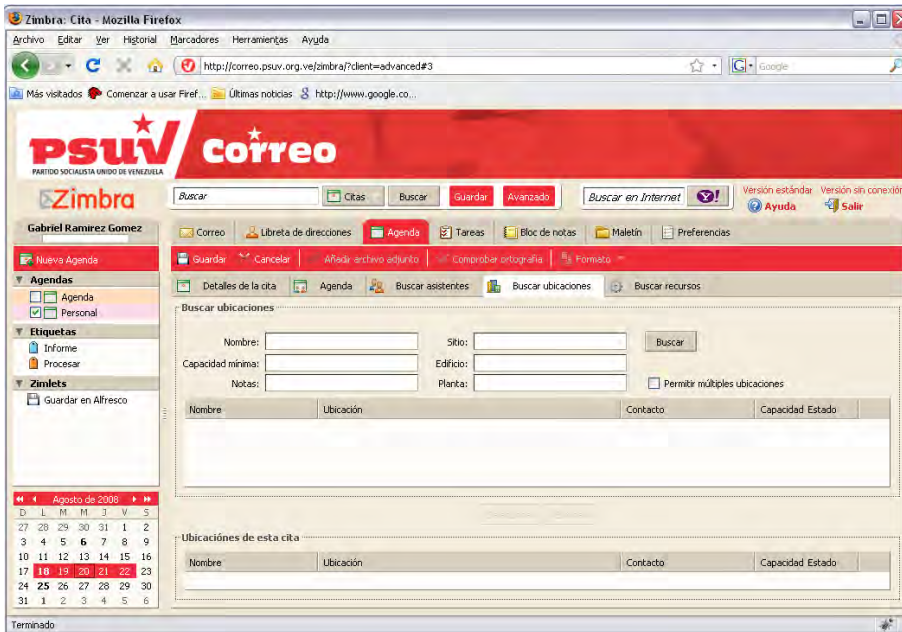 Zimbra: Cita - Mozilla Firefox
Archivo Editar Ver Historial Marcadores Herramientas Ayuda
http://correo.psuv.org.ve/zimbra/?client=advanced#3
G Google
Más visitados Comenzar a usar Firef... Últimas noticias http://www.google.co...
PSUV Correo
PARTIDO SOCIALISTA UNIDO DE VENEZUELA
Zimbra Buscar Citas Buscar Guardar Avanzado Buscar en Internet Y! Versión estándar Versión sin conexión
Ayuda Salir
Gabriel Ramirez Gomez
Correo Libreta de direcciones Agenda Tareas Bloc de notas Maletín Preferencias
Nueva Agenda
Guardar Cancelar Añadir archivo adjunto Comprobar ortografía Formato
Agendas
Agenda
Personal
Etiquetas
Informe
Procesar
Zimlets
Guardar en Alfresco
Detalles de la cita Agenda Buscar asistentes Buscar ubicaciones Buscar recursos
Buscar ubicaciones
Nombre: Sitio: Buscar
Capacidad mínima: Edificio:
Notas: Planta: Permitir múltiples ubicaciones
Nombre Ubicación Contacto Capacidad Estado
Ubicaciónes de esta cita
Nombre Ubicación Contacto Capacidad Estado
Agosto de 2008
D L M M J V S
27 28 29 30 31 1 2
3 4 5 6 7 8 9
10 11 12 13 14 15 16
17 18 19 20 21 22 23
24 25 26 27 28 29 30
31 1 2 3 4 5 6
Terminado